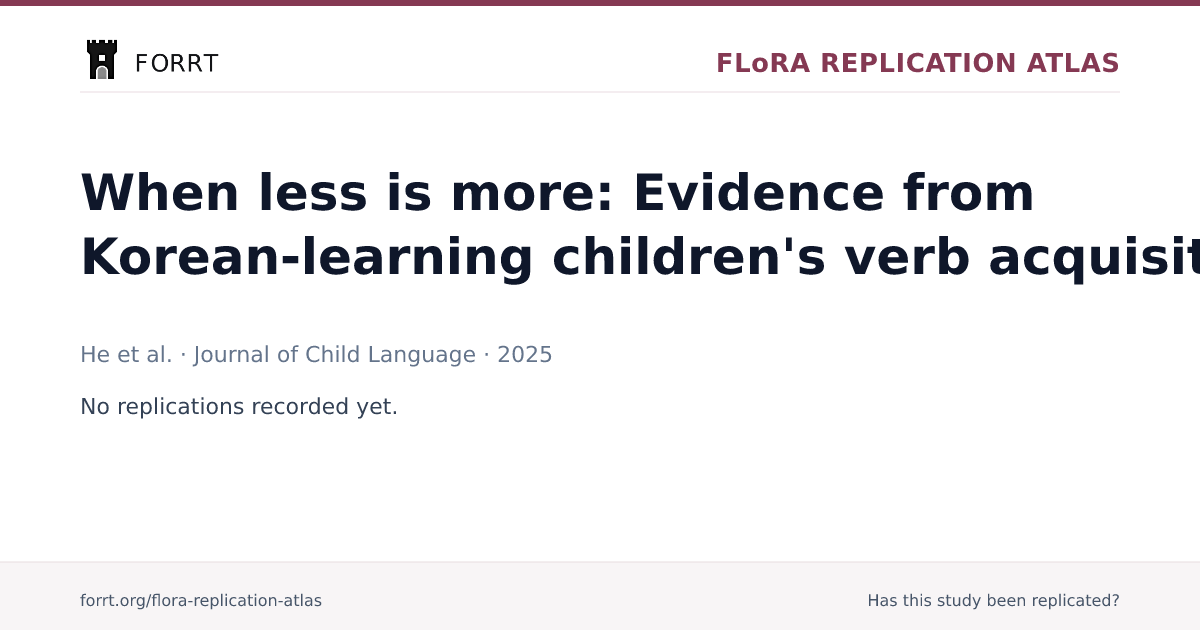 FORRT
FLoRA REPLICATION ATLAS
When less is more: Evidence from
Korean-learning children's verb acquisit
He et al. · Journal of Child Language · 2025
No replications recorded yet.
forrt.org/flora-replication-atlas
Has this study been replicated?